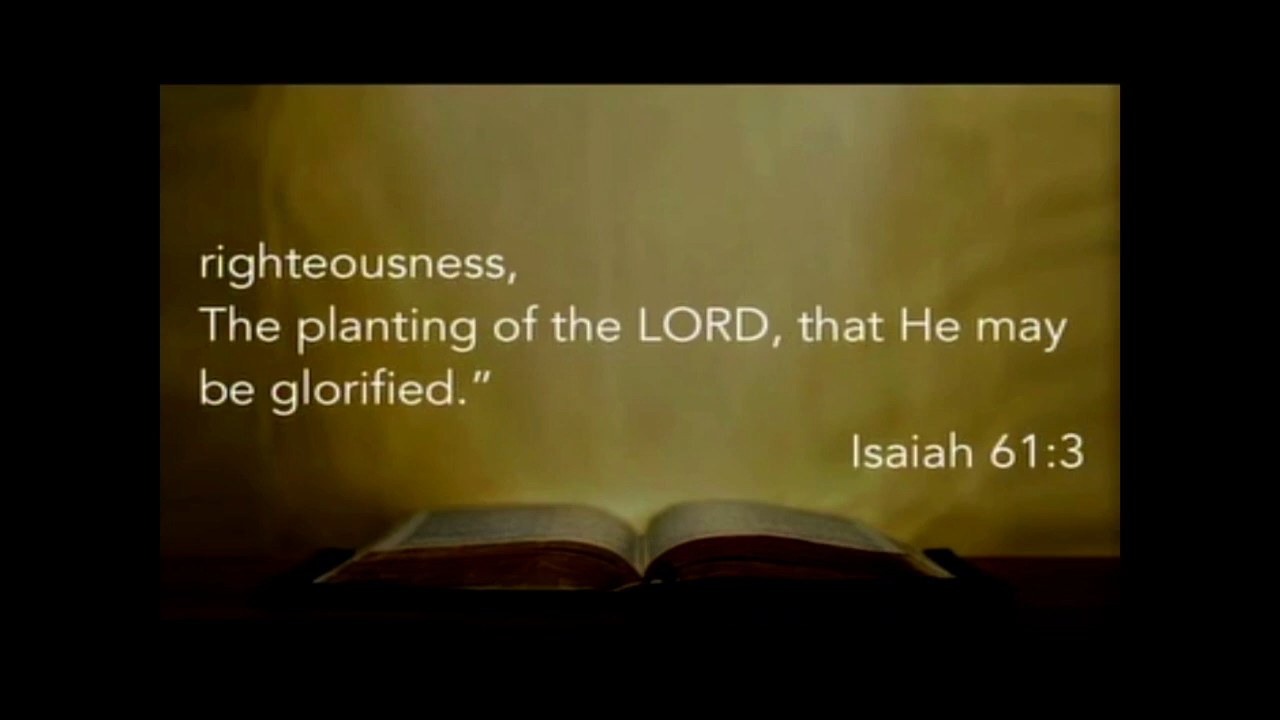 righteousness,
The planting of the LORD, that He may
be glorified.”
Isaiah 61:3